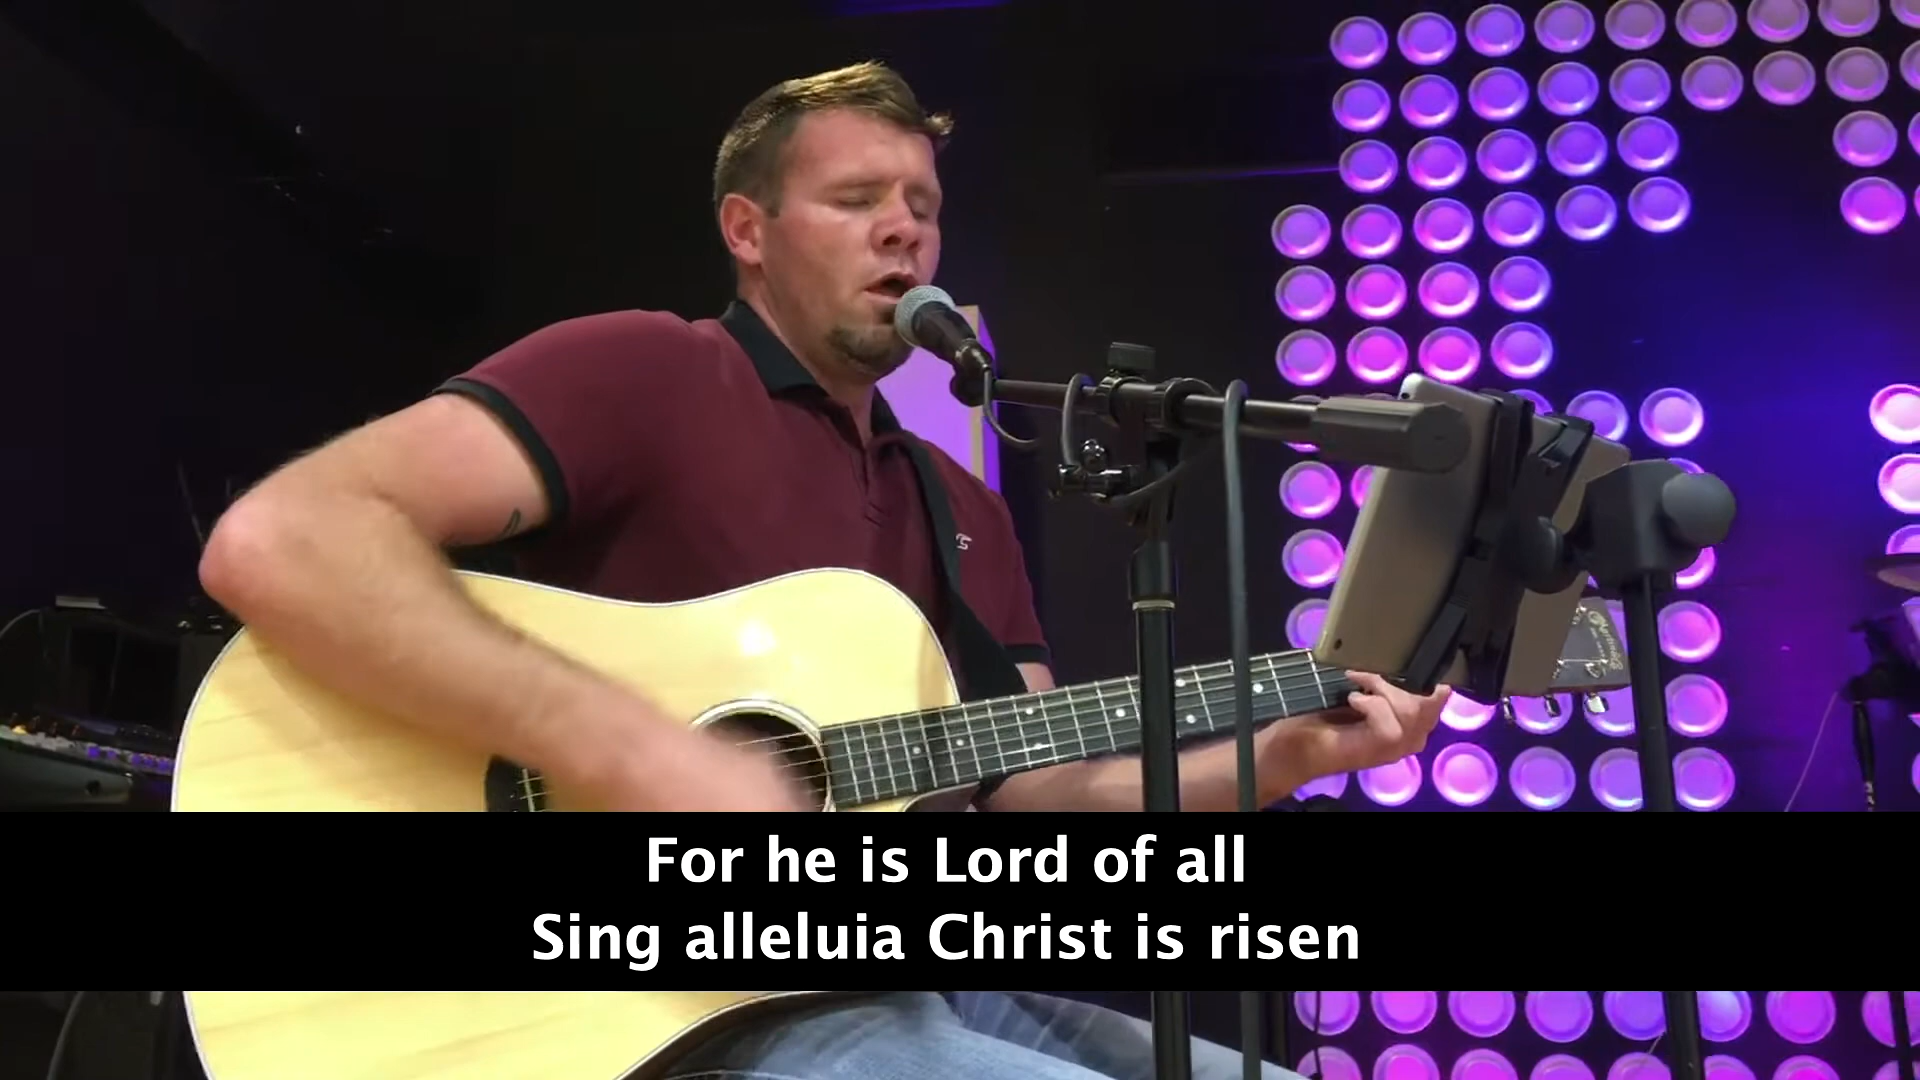 For he is Lord of all
Sing alleluia Christ is risen